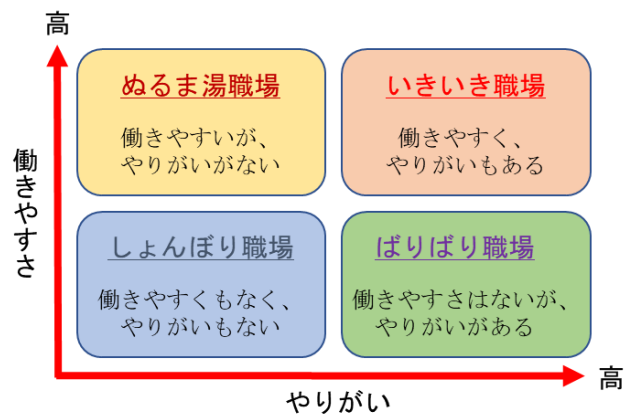 高
働きやすさ
ぬるま湯職場
働きやすいが、
やりがいがない
いきいき職場
働きやすく、
やりがいもある
しょんぼり職場
働きやすくもなく、
やりがいもない
ばりばり職場
働きやすさはないが、
やりがいがある
高
やりがい